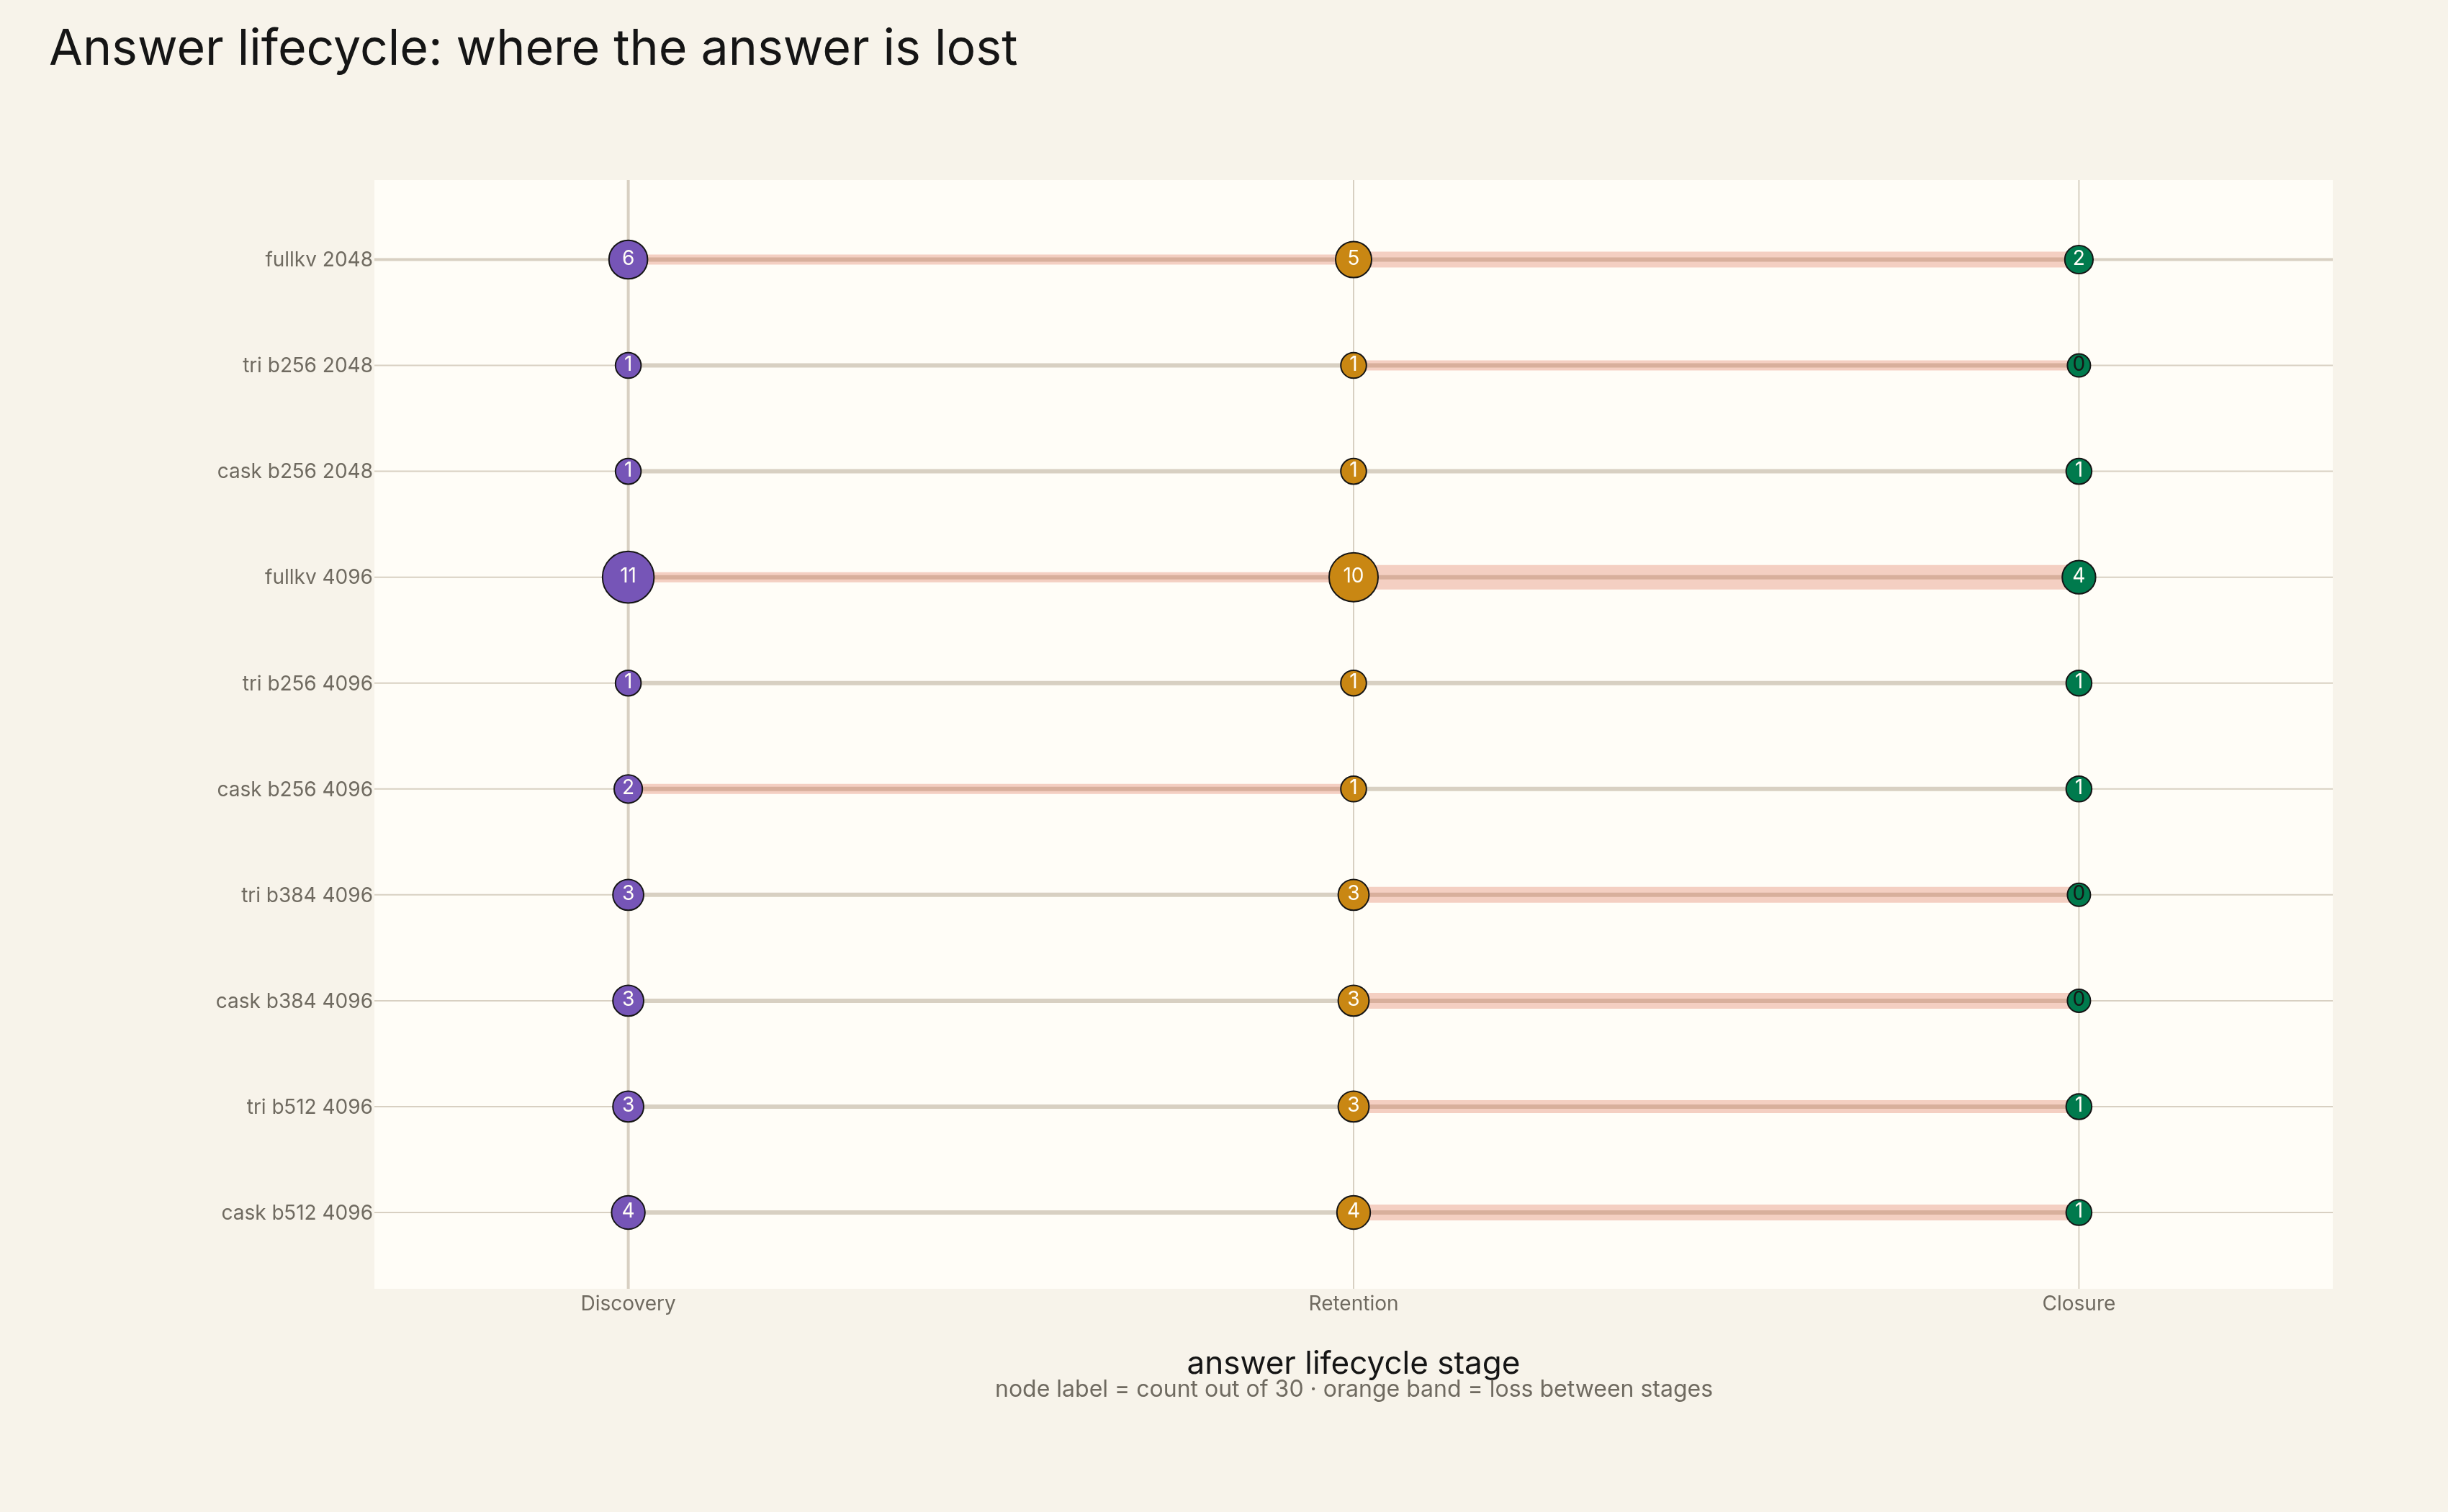 Answer lifecycle: where the answer is lost
fullkv 2048 6 5 2
tri b256 2048 1 1 0
cask b256 2048 1 1 1
fullkv 4096 11 10 4
tri b256 4096 1 1 1
cask b256 4096 2 1 1
tri b384 4096 3 3 0
cask b384 4096 3 3 0
tri b512 4096 3 3 1
cask b512 4096 4 4 1
Discovery Retention Closure
answer lifecycle stage
node label = count out of 30 · orange band = loss between stages